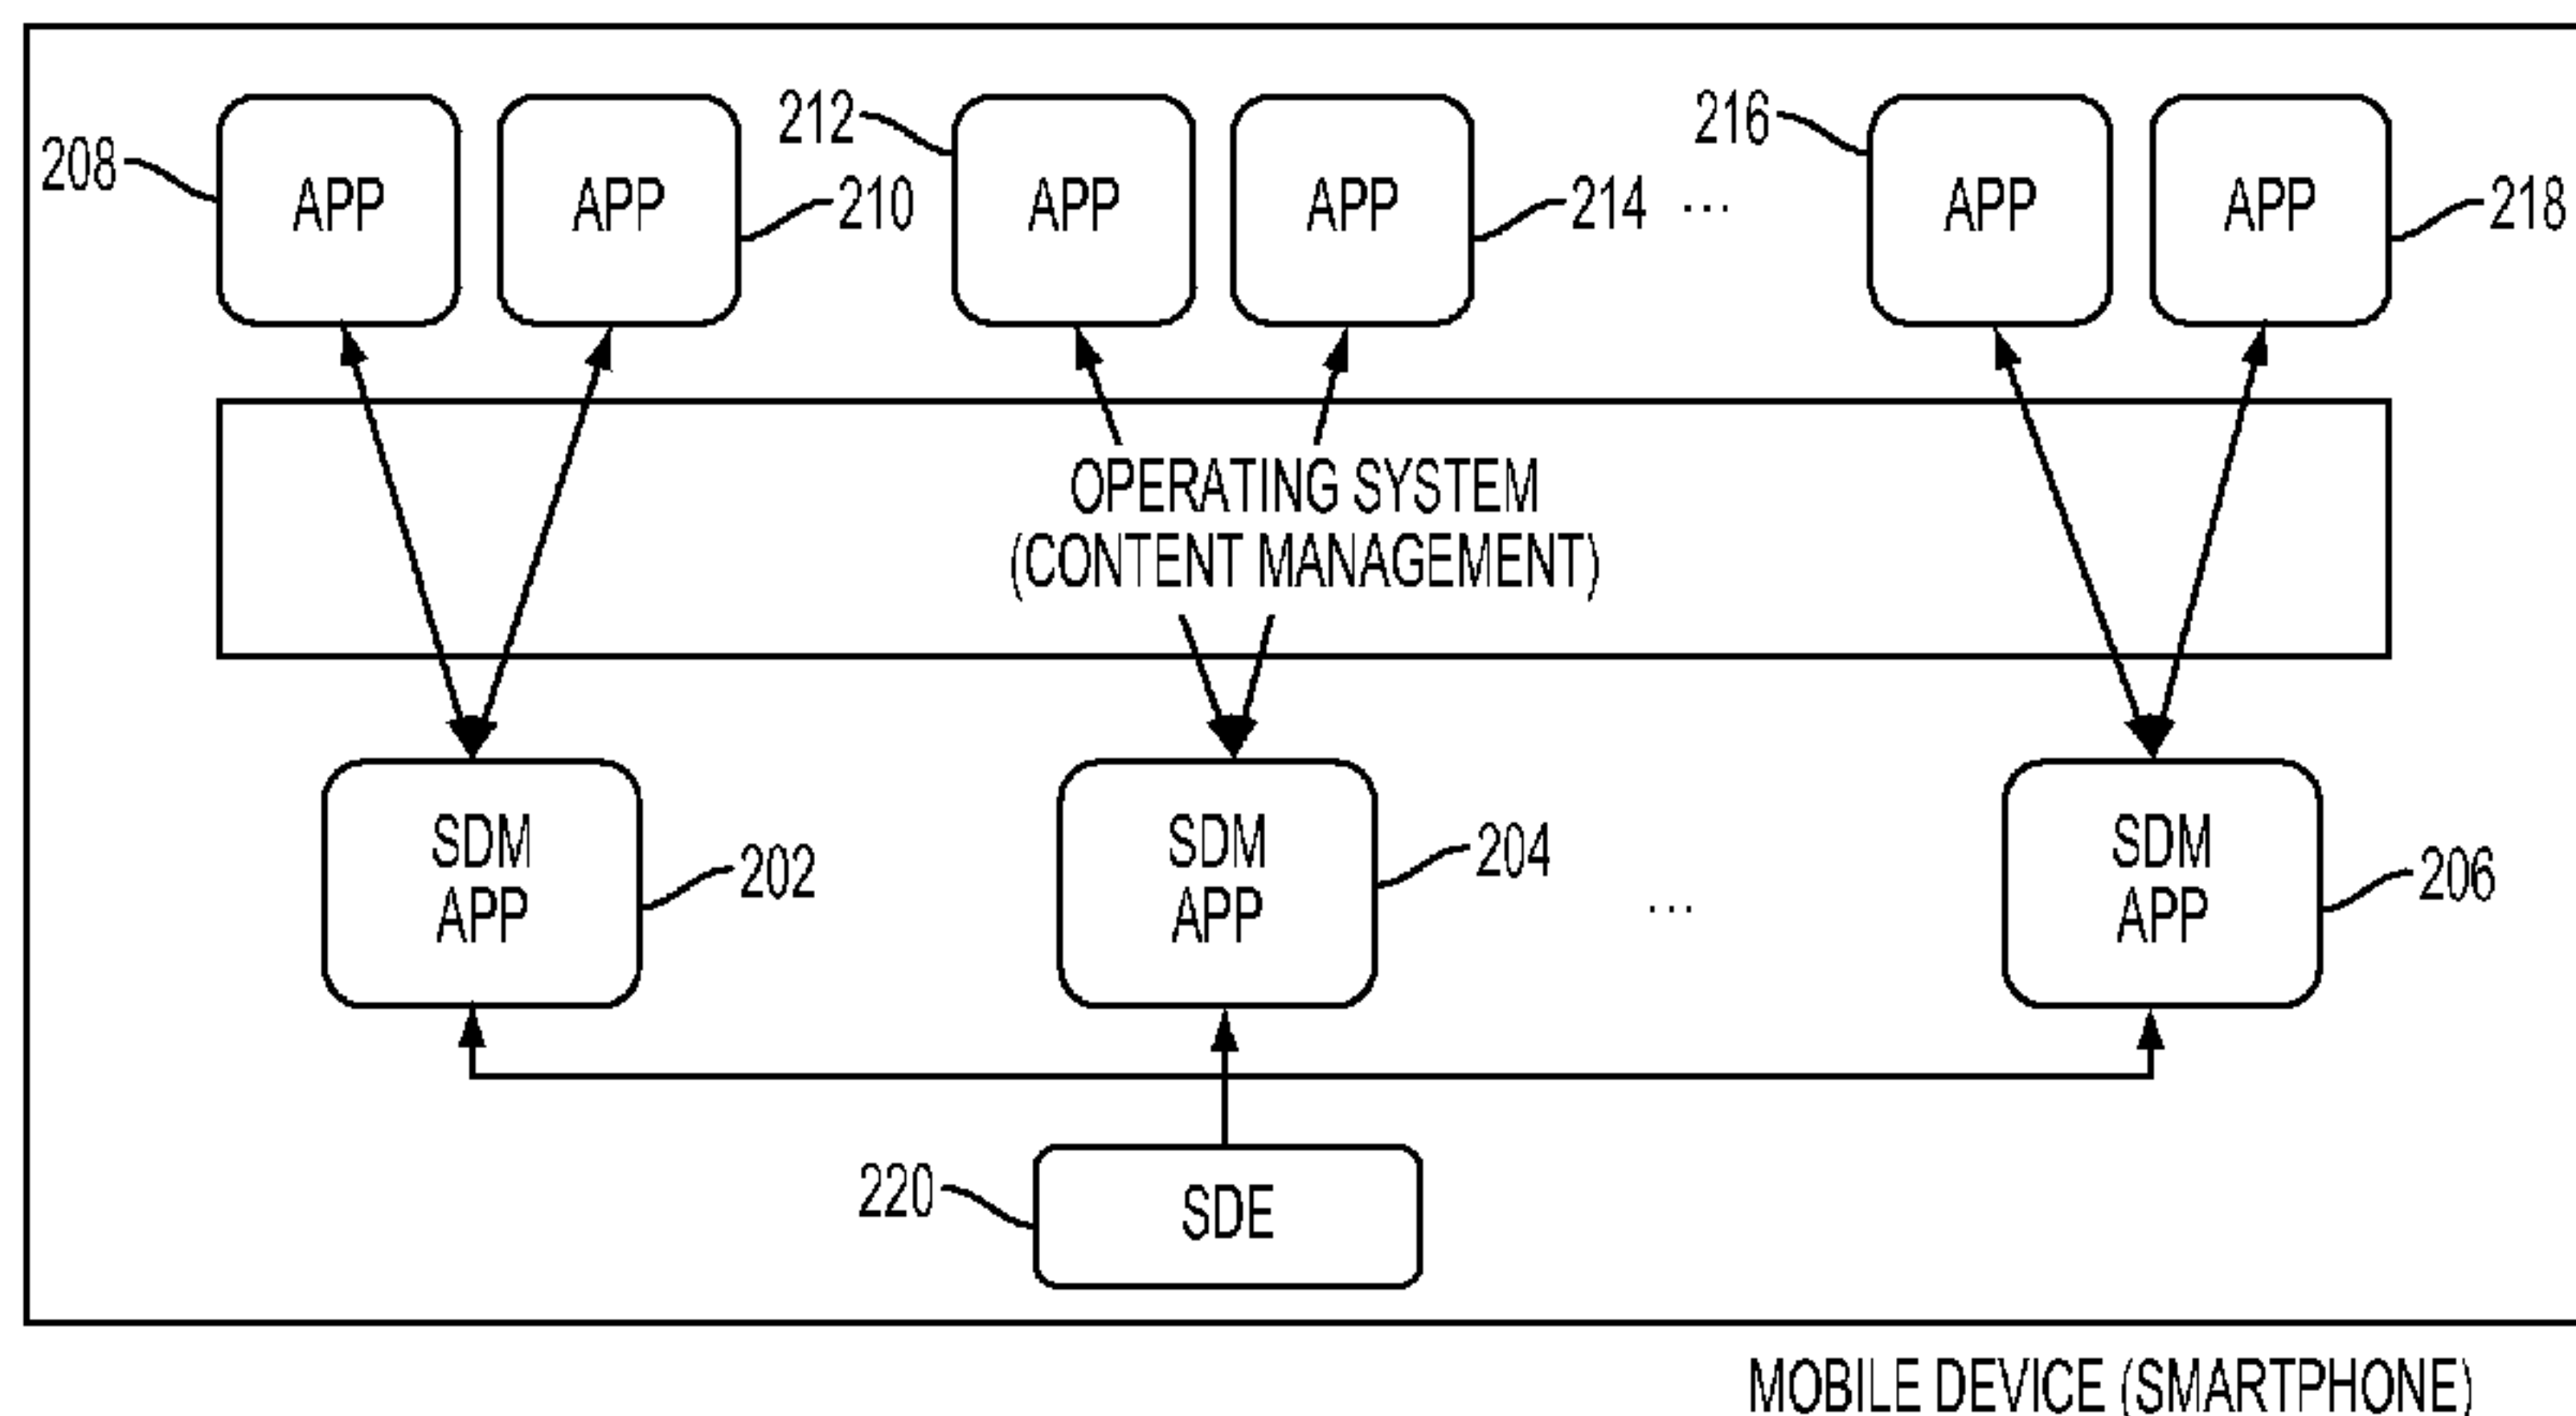 208 APP APP 210 212 APP APP 214 ... 216 APP APP 218
OPERATING SYSTEM
(CONTENT MANAGEMENT)
SDM
APP
202
SDM
APP
204
...
SDM
APP
206
220 SDE
MOBILE DEVICE (SMARTPHONE)